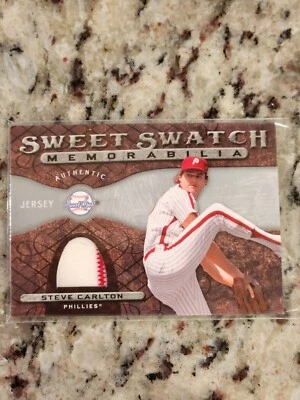 SWEET SWATCH
MEMORABILIA
AUTHENTIC
JERSEY
P
STEVE CARLTON
PHILLIES®